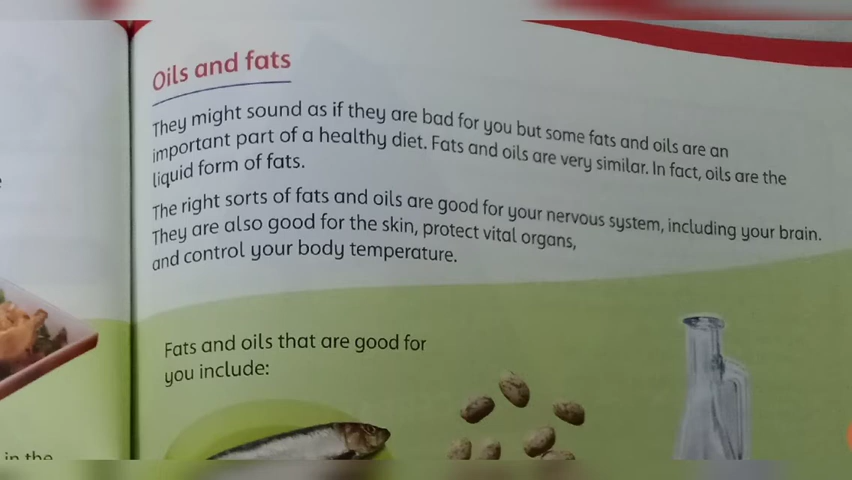 Oils and fats
They might sound as if they are bad for you but some fats and oils are an
important part of a healthy diet. Fats and oils are very similar. In fact, oils are the
liquid form of fats.
The right sorts of fats and oils are good for your nervous system, including your brain.
They are also good for the skin, protect vital organs,
and control your body temperature.
Fats and oils that are good for
you include:
in the